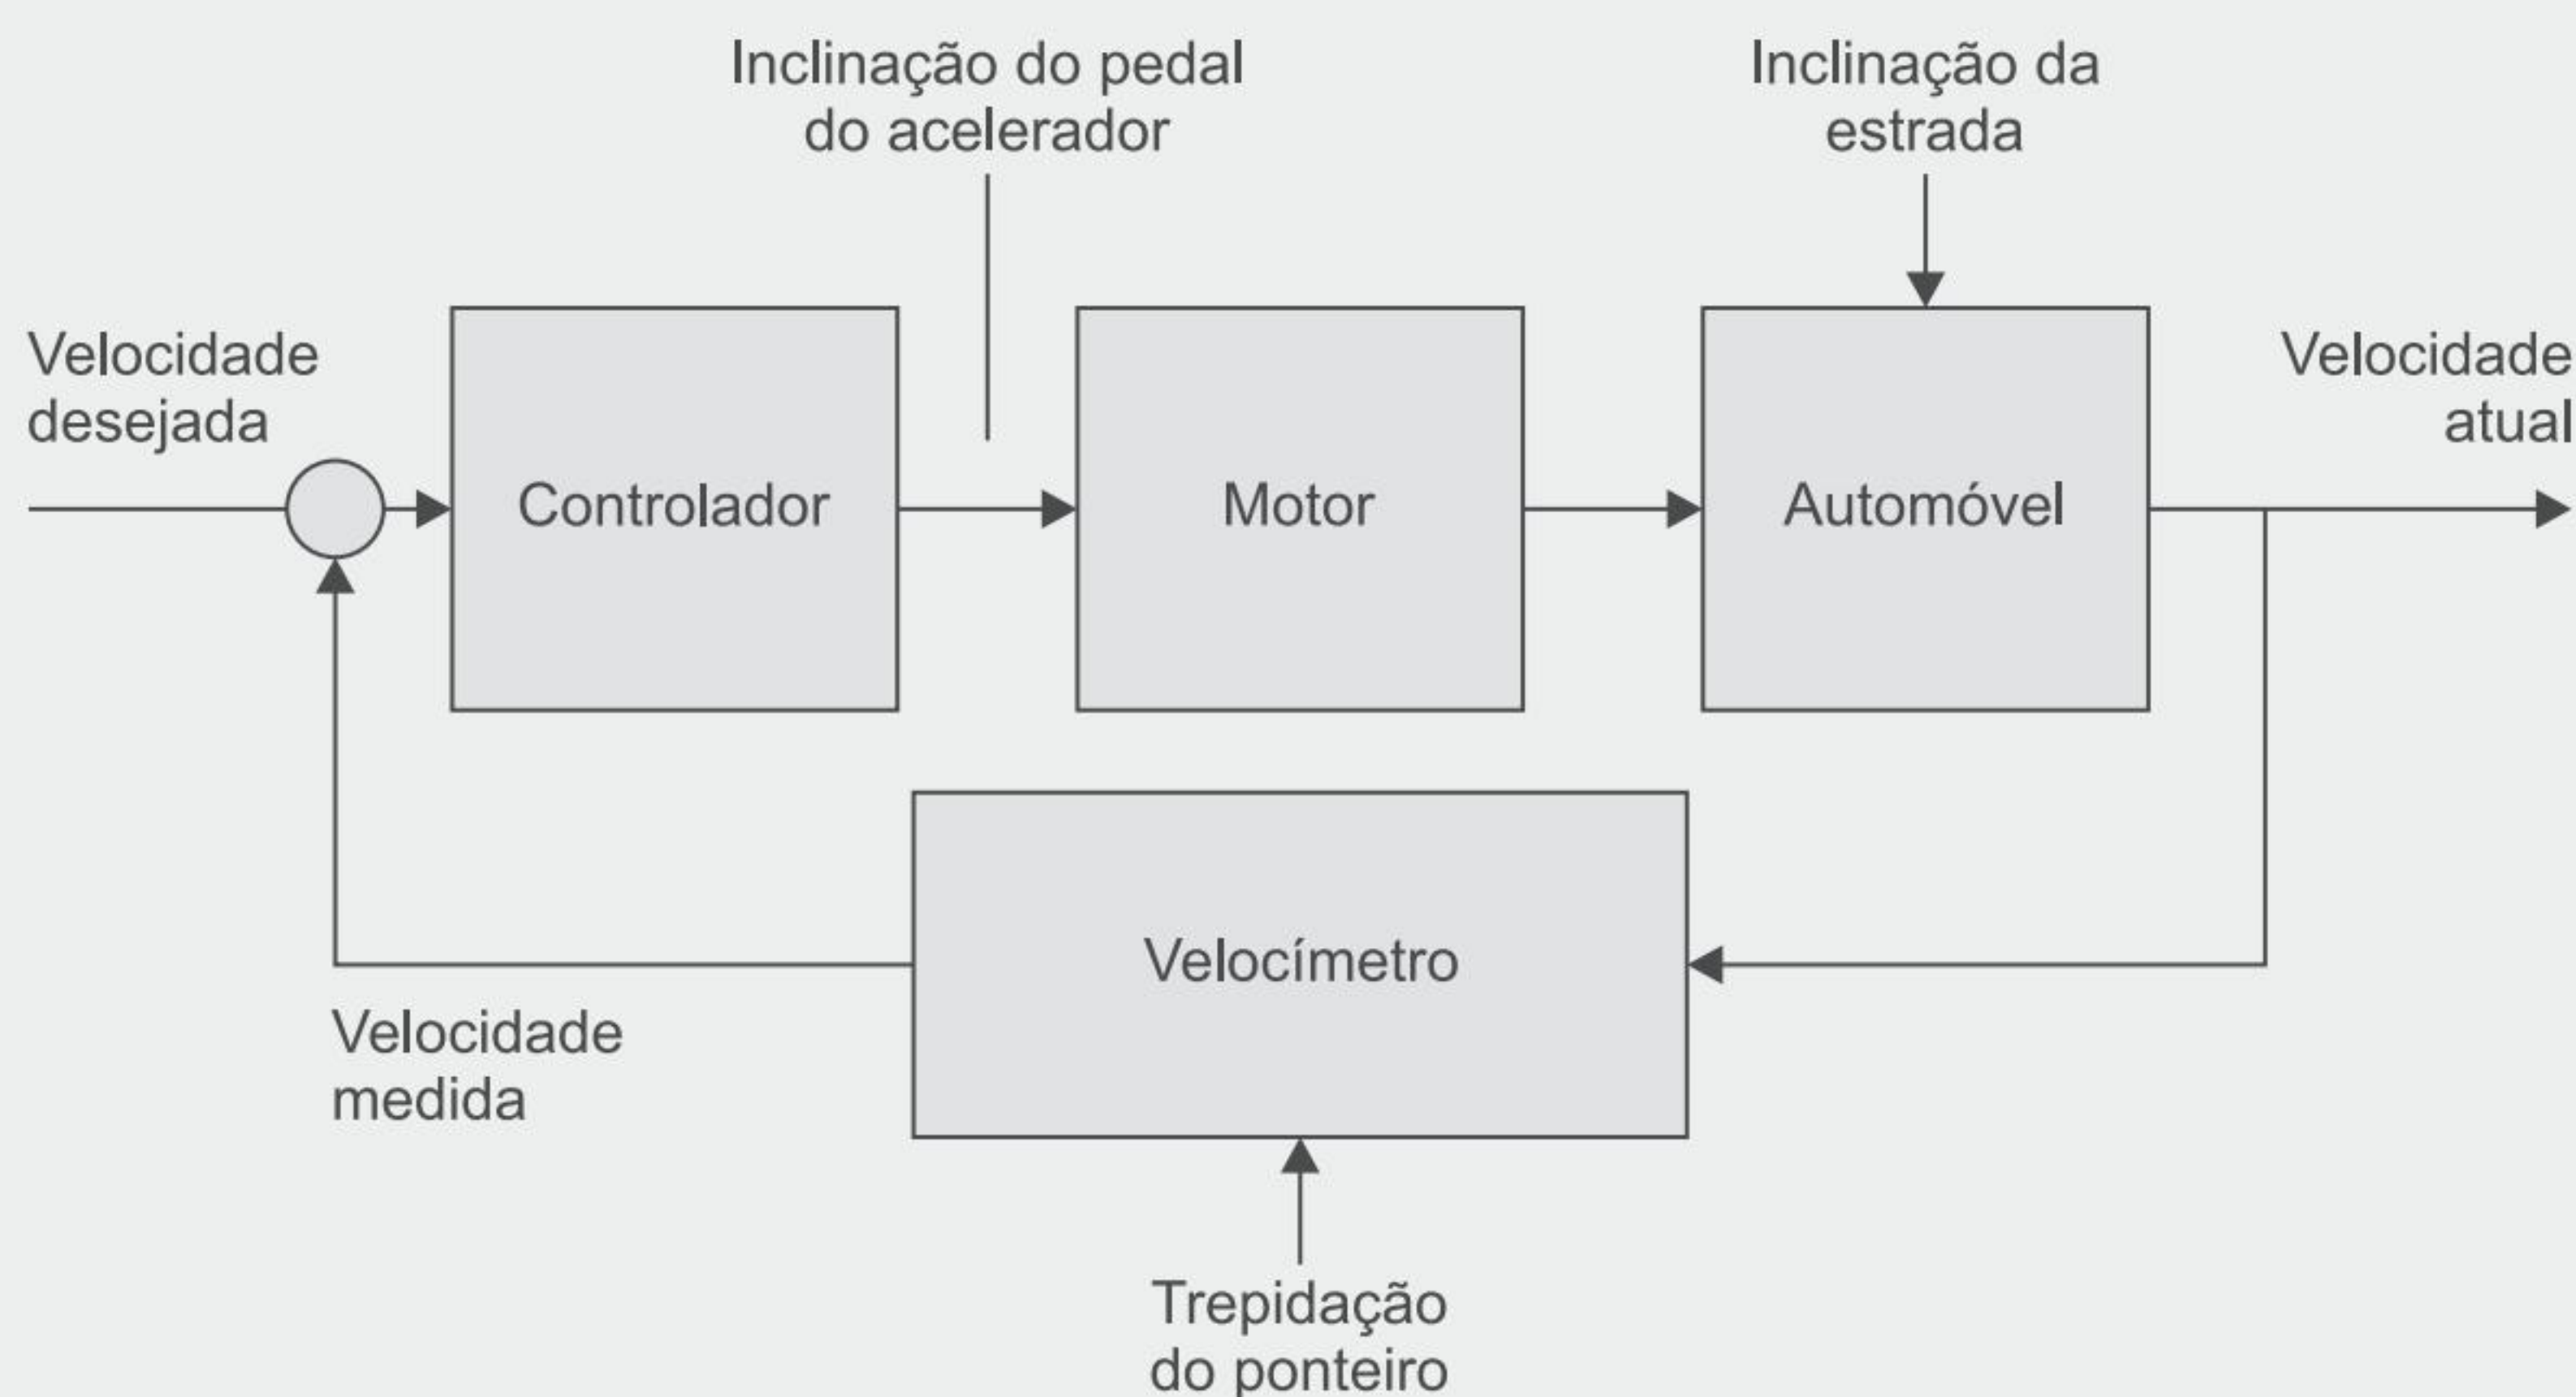 Inclinação do pedal
do acelerador
Inclinação da
estrada
Velocidade
desejada
Velocidade
atual
Controlador
Motor
Automóvel
Velocímetro
Velocidade
medida
Trepidação
do ponteiro